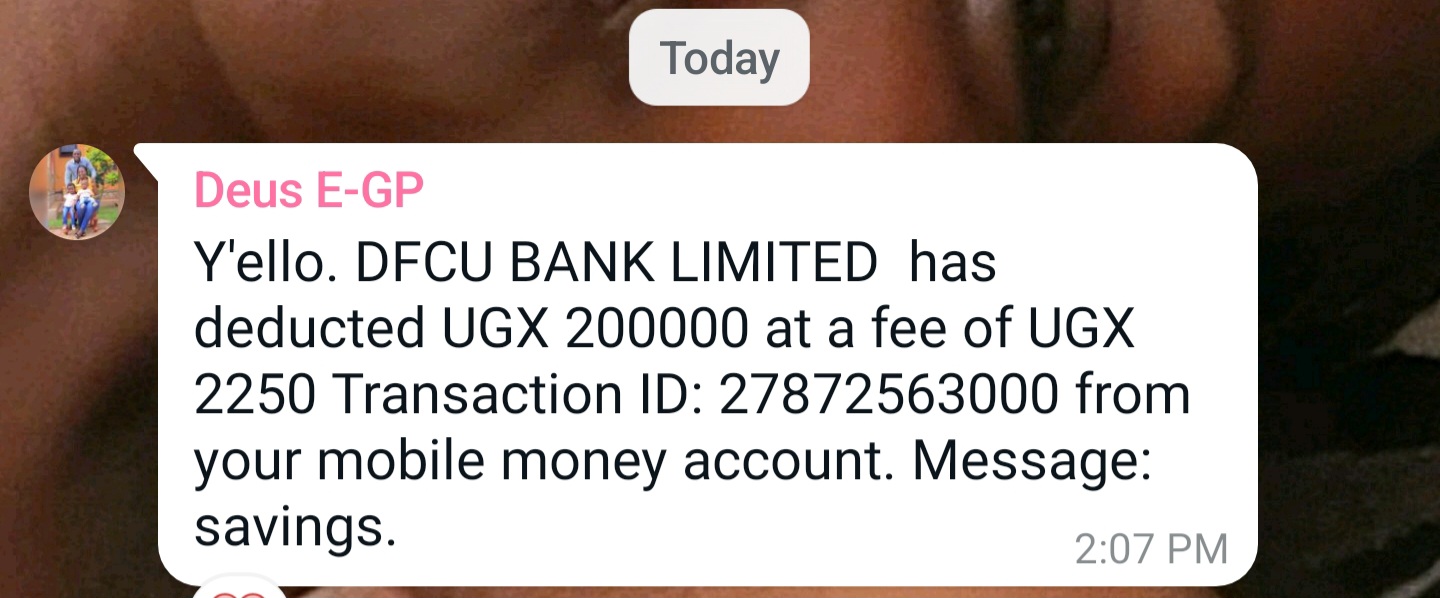 Today
Deus E-GP
Y'ello. DFCU BANK LIMITED  has
deducted UGX 200000 at a fee of UGX
2250 Transaction ID: 27872563000 from
your mobile money account. Message:
savings.
2:07 PM